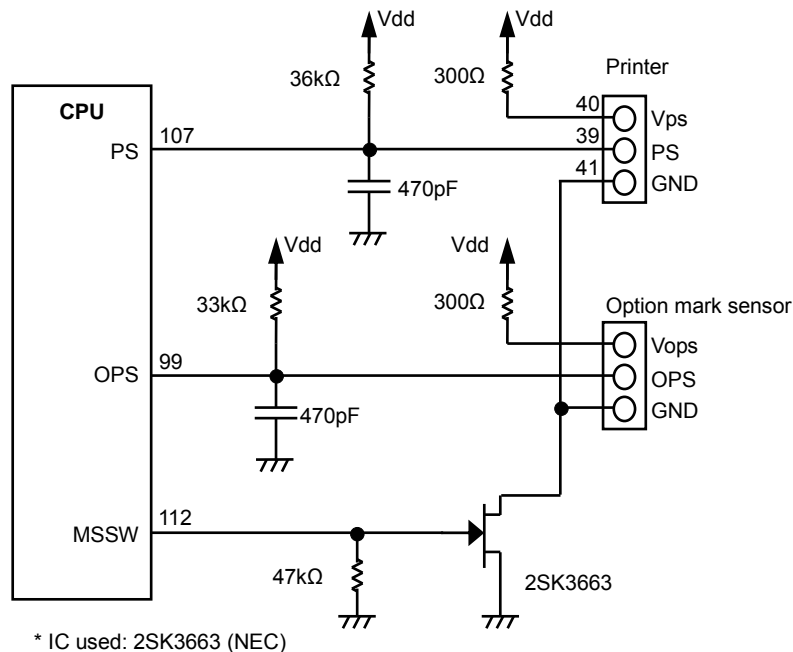 Vdd
Vdd
36kΩ
300Ω
Printer
CPU
40
Vps
PS
107
39
PS
41
GND
470pF
Vdd
Vdd
33kΩ
300Ω
Option mark sensor
Vops
OPS
99
OPS
470pF
GND
MSSW
112
47kΩ
2SK3663
* IC used: 2SK3663 (NEC)